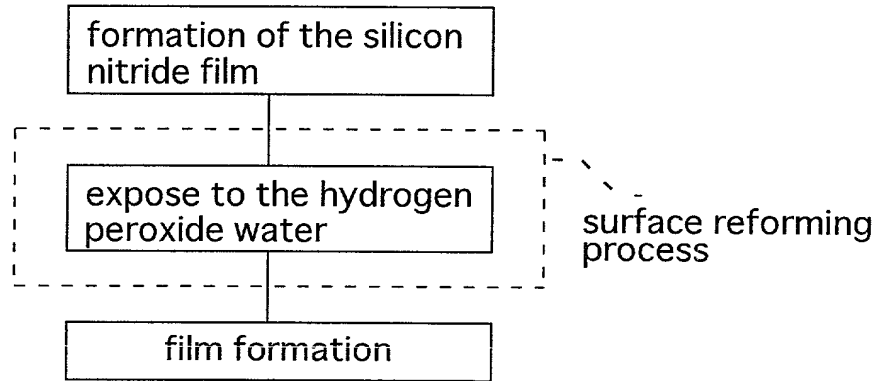 formation of the silicon
nitride film
expose to the hydrogen
peroxide water
surface reforming
process
film formation